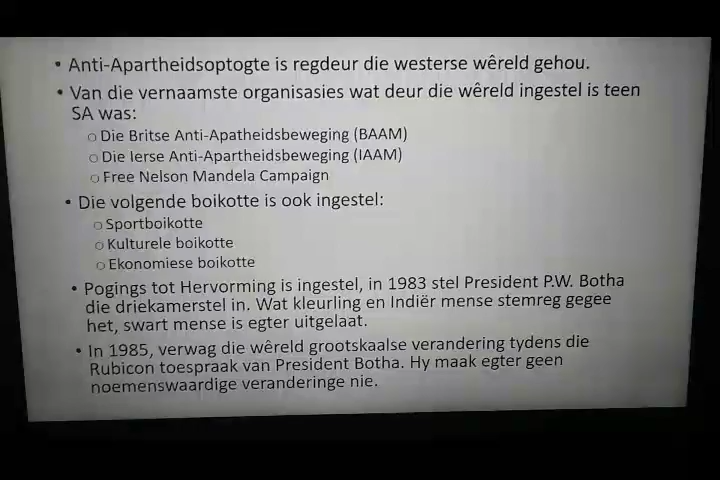 • Anti-Apartheidsoptogte is regdeur die westerse wêreld gehou.
• Van die vernaamste organisasies wat deur die wêreld ingestel is teen
SA was:
○ Die Britse Anti-Apatheidsbeweging (BAAM)
○ Die Ierse Anti-Apartheidsbeweging (IAAM)
○ Free Nelson Mandela Campaign
• Die volgende boikotte is ook ingestel:
○ Sportboikotte
○ Kulturele boikotte
○ Ekonomiese boikotte
• Pogings tot Hervorming is ingestel, in 1983 stel President P.W. Botha
die driekamerstel in. Wat kleurling en Indiër mense stemreg gegee
het, swart mense is egter uitgelaat.
• In 1985, verwag die wêreld grootskaalse verandering tydens die
Rubicon toespraak van President Botha. Hy maak egter geen
noemenswaardige veranderinge nie.